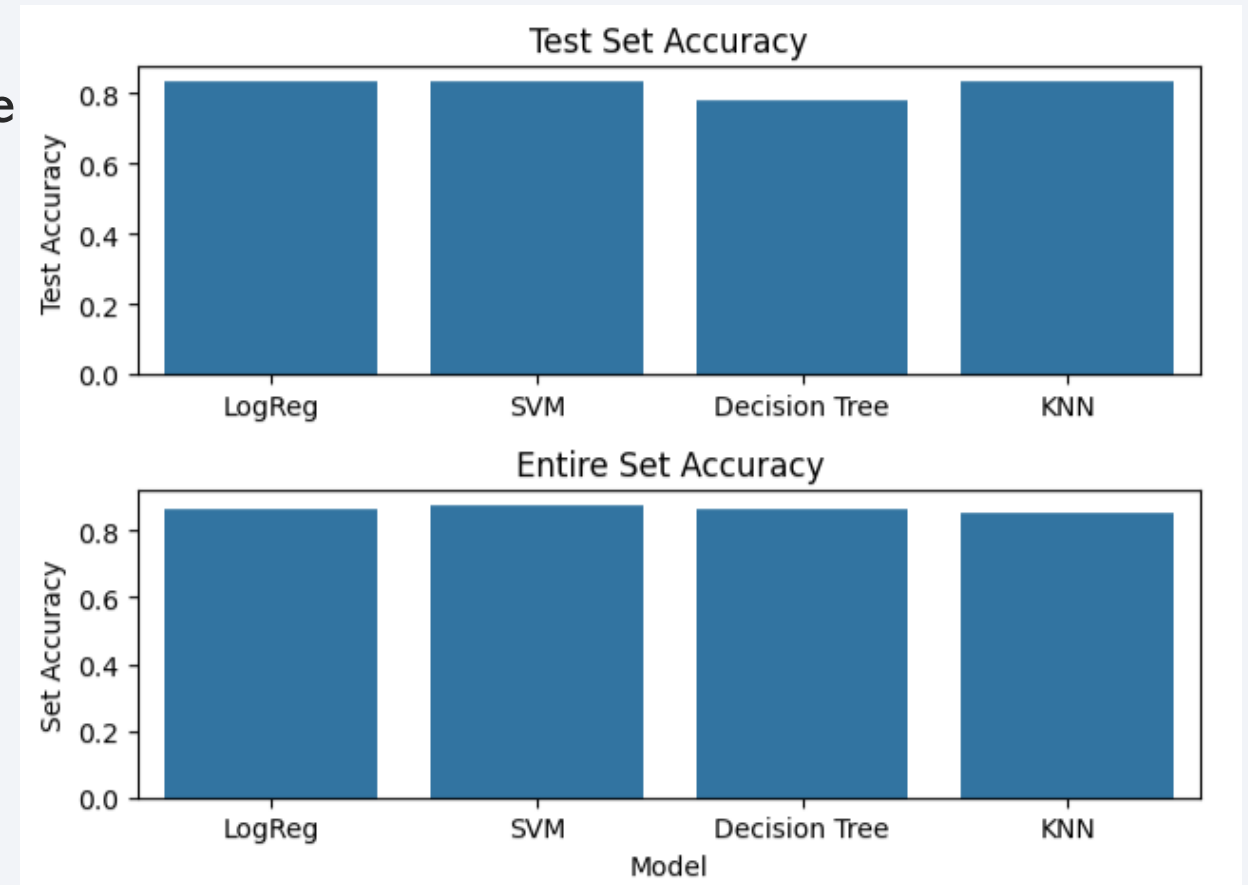 Test Set Accuracy
e
0.8
0.6
0.4
0.2
0.0
Test Accuracy
LogReg SVM Decision Tree KNN
Entire Set Accuracy
0.8
0.6
0.4
0.2
0.0
Set Accuracy
LogReg SVM Decision Tree KNN
Model